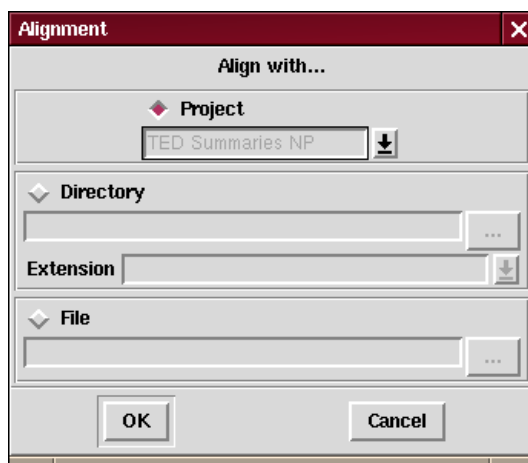 Alignment
Align with...
Project
TED Summaries NP
Directory
...
Extension
File
...
OK
Cancel